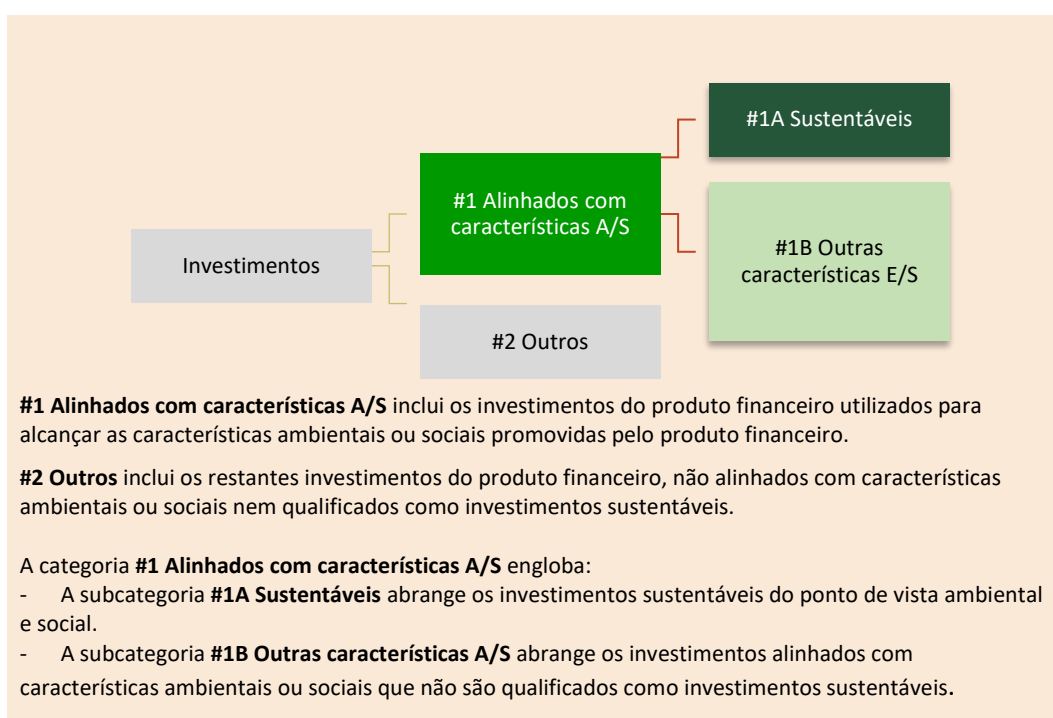 #1A Sustentáveis
#1 Alinhados com
características A/S
#1B Outras
características E/S
Investimentos
#2 Outros
#1 Alinhados com características A/S inclui os investimentos do produto financeiro utilizados para
alcançar as características ambientais ou sociais promovidas pelo produto financeiro.
#2 Outros inclui os restantes investimentos do produto financeiro, não alinhados com características
ambientais ou sociais nem qualificados como investimentos sustentáveis.
A categoria #1 Alinhados com características A/S engloba:
- A subcategoria #1A Sustentáveis abrange os investimentos sustentáveis do ponto de vista ambiental
e social.
- A subcategoria #1B Outras características A/S abrange os investimentos alinhados com
características ambientais ou sociais que não são qualificados como investimentos sustentáveis.